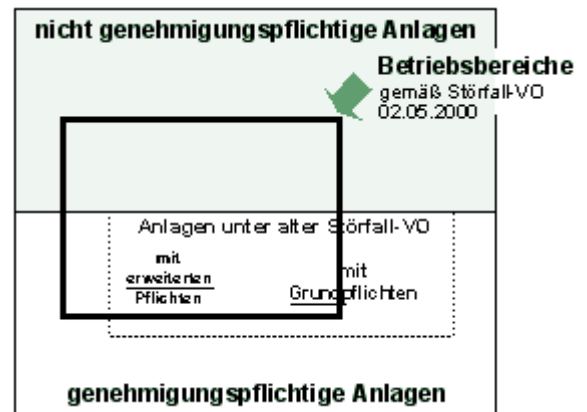 nicht genehmigungspflichtige Anlagen
Betriebsbereiche
gemäß Störfall-VO
02.05.2000
Anlagen unter alter Störfall-VO
mit
erweiterten
Pflichten
mit
Grundpflichten
genehmigungspflichtige Anlagen